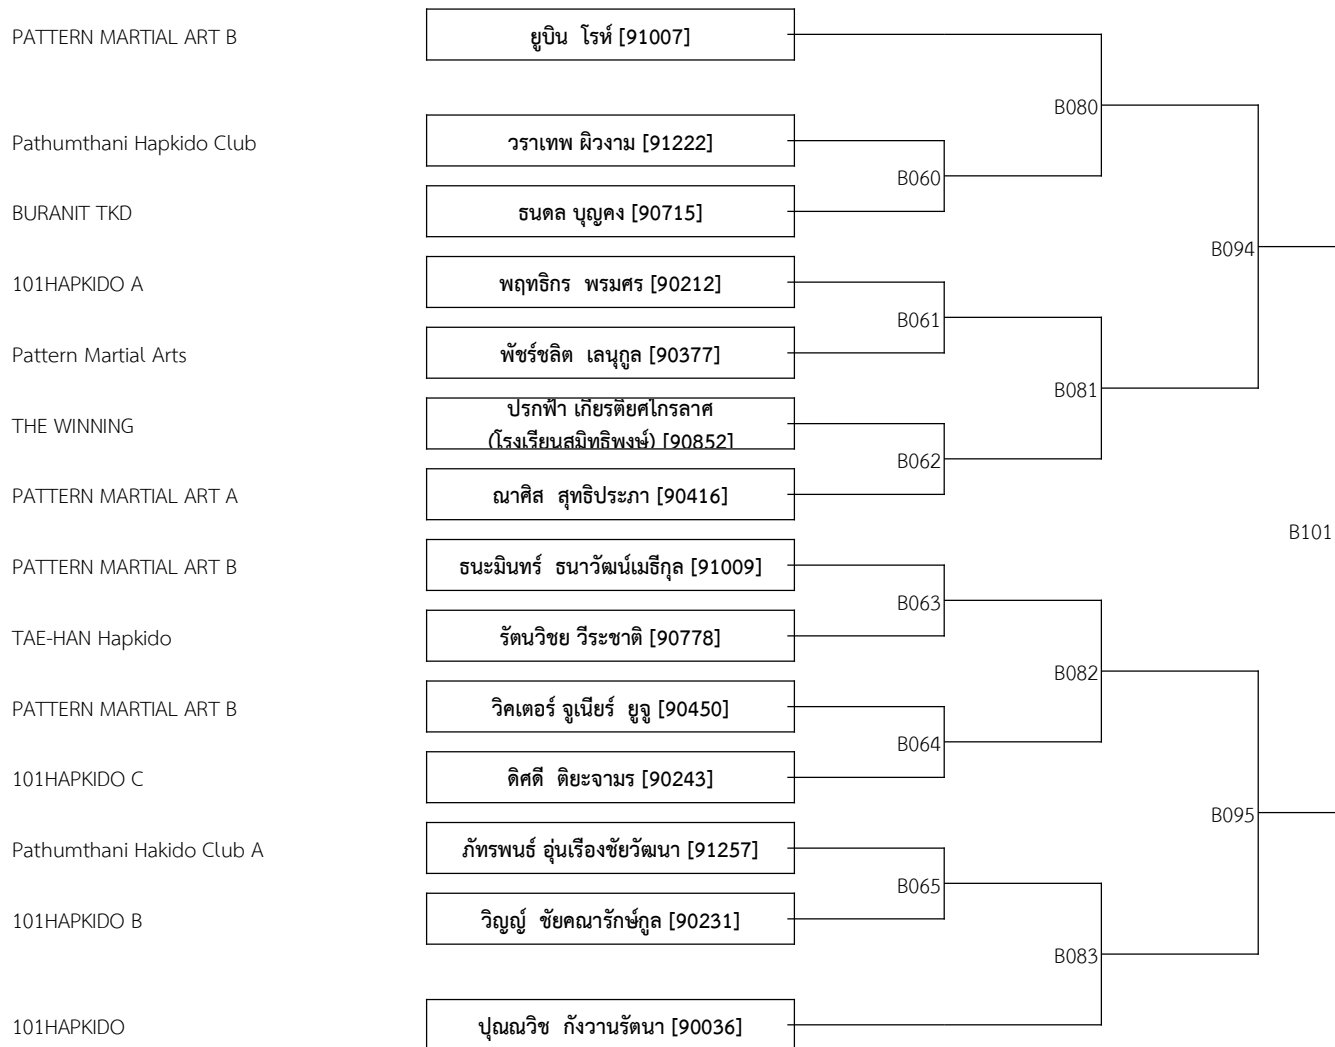 PATTERN MARTIAL ART B
ยูบิน  โรห์ [91007]
B080
Pathumthani Hapkido Club
วราเทพ ผิวงาม [91222]
B060
BURANIT TKD
ธนดล บุญคง [90715]
B094
101HAPKIDO A
พฤทธิกร  พรมศร [90212]
B061
Pattern Martial Arts
พัชร์ชลิต  เลนุกูล [90377]
B081
THE WINNING
ปรกฟ้า เกียรติยศไกรลาศ
(โรงเรียนสมิทธิพงษ์) [90852]
B062
PATTERN MARTIAL ART A
ณาศิส  สุทธิประภา [90416]
B101
PATTERN MARTIAL ART B
ธนะมินทร์  ธนาวัฒน์เมธีกุล [91009]
B063
TAE-HAN Hapkido
รัตนวิชย วีระชาติ [90778]
B082
PATTERN MARTIAL ART B
วิคเตอร์ จูเนียร์  ยูจู [90450]
B064
101HAPKIDO C
ดิศดี  ติยะจามร [90243]
B095
Pathumthani Hakido Club A
ภัทรพนธ์ อุ่นเรืองชัยวัฒนา [91257]
B065
101HAPKIDO B
วิญญ์  ชัยคณารักษ์กูล [90231]
B083
101HAPKIDO
ปุณณวิช  กังวานรัตนา [90036]